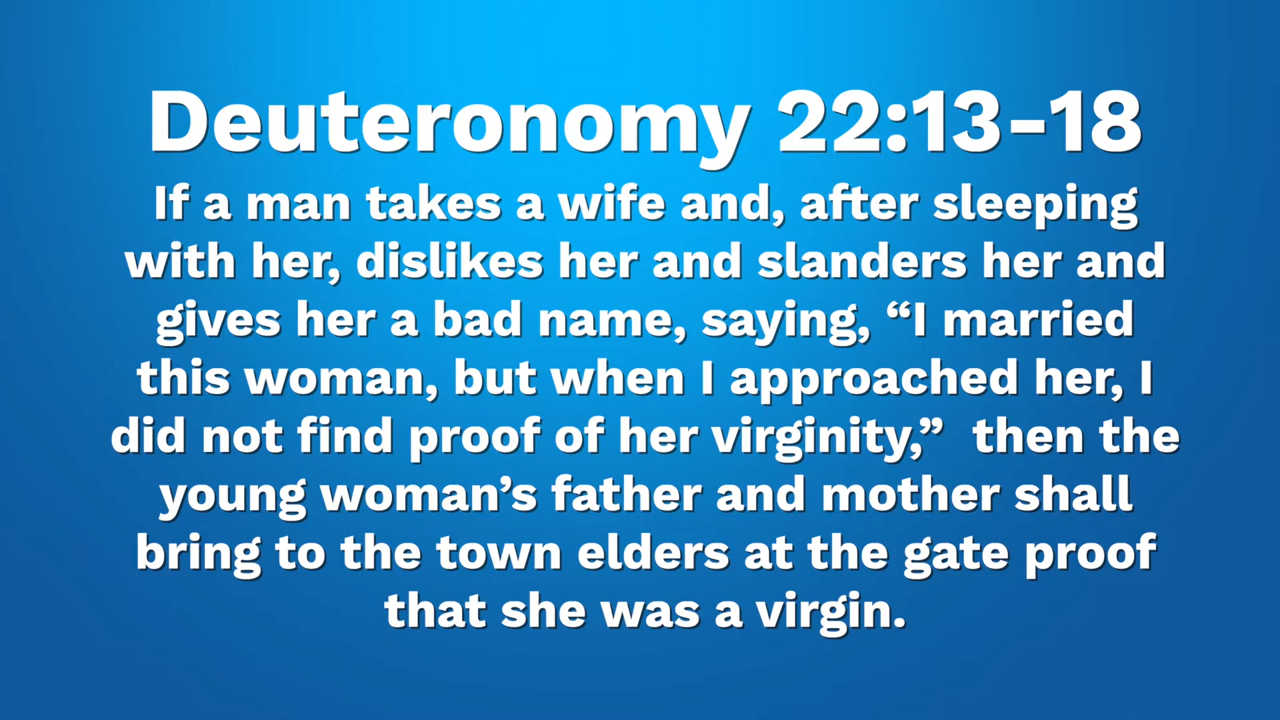 Deuteronomy 22:13-18
If a man takes a wife and, after sleeping
with her, dislikes her and slanders her and
gives her a bad name, saying, “I married
this woman, but when I approached her, I
did not find proof of her virginity,”  then the
young woman’s father and mother shall
bring to the town elders at the gate proof
that she was a virgin.